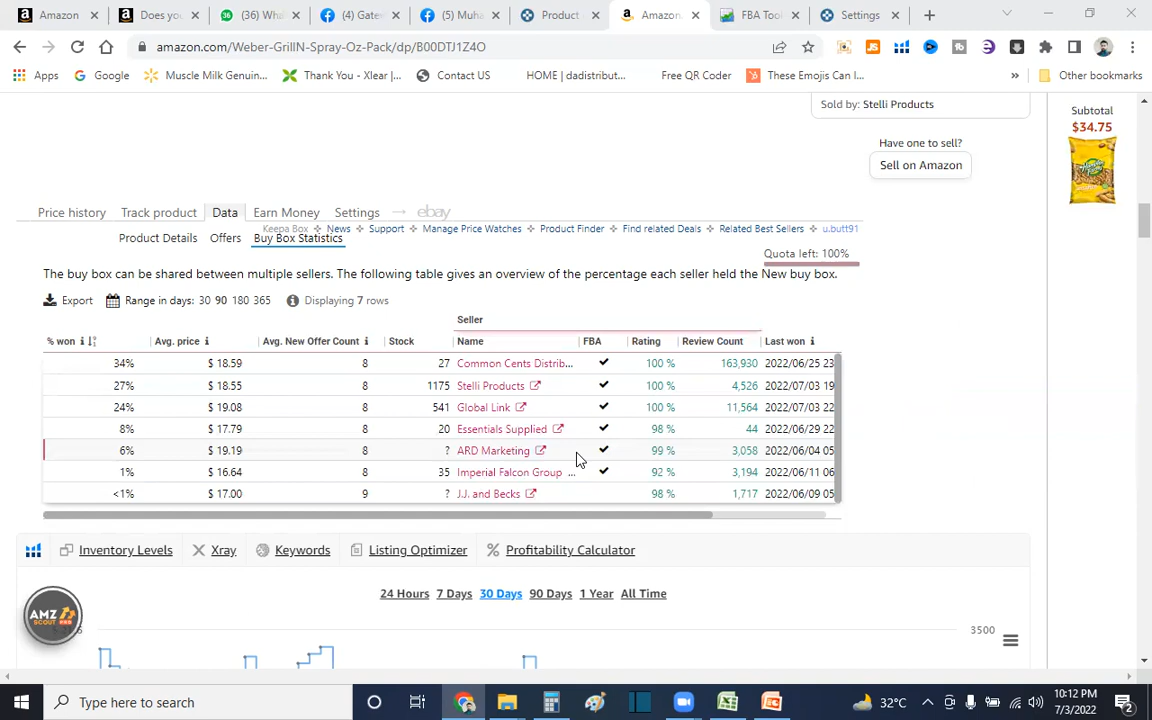 Amazon
Does you
(36) Wha
(4) Gate
(5) Muha
Product
Amazon
FBA Too
Settings
amazon.com/Weber-GrillN-Spray-Oz-Pack/dp/B00DTJ1Z4O
Apps
Google
Muscle Milk Genuin...
Thank You - Xlear |...
Contact US
HOME | dadistribut...
Free QR Creator
These Emojis Can I...
»
Other bookmarks
Sold by: Stelli Products
Subtotal
$34.75
Have one to sell?
Sell on Amazon
Price history
Track product
Data
Earn Money
Settings
ebay
Keepa Box
News
Support
Manage Price Watches
Product Finder
Find related Deals
Related Best Sellers
u.butt91
Product Details
Offers
Buy Box Statistics
Quota left: 100%
The buy box can be shared between multiple sellers. The following table gives an overview of the percentage each seller held the New buy box.
Export
Range in days: 30 90 180 365
Displaying 7 rows
Seller
% won
Avg. price
Avg. New Offer Count
Stock
Name
FBA
Rating
Review Count
Last won
34% $ 18.59 8 27 Common Cents Distrib... 100 % 163,930 2022/06/25 23
27% $ 18.55 8 1175 Stelli Products 100 % 4,526 2022/07/03 19
24% $ 19.08 8 541 Global Link 100 % 11,564 2022/07/03 22
8% $ 17.79 8 20 Essentials Supplied 98 % 44 2022/06/29 22
6% $ 19.19 8 ? ARD Marketing 99 % 3,058 2022/06/04 05
1% $ 16.64 8 35 Imperial Falcon Group ... 92 % 3,194 2022/06/11 06
<1% $ 17.00 9 ? J.J. and Becks 98 % 1,717 2022/06/09 05
Inventory Levels
Xray
Keywords
Listing Optimizer
Profitability Calculator
24 Hours
7 Days
30 Days
90 Days
1 Year
All Time
AMZ
SCOUT PRO
3500
Type here to search
32°C
10:12 PM
7/3/2022
2